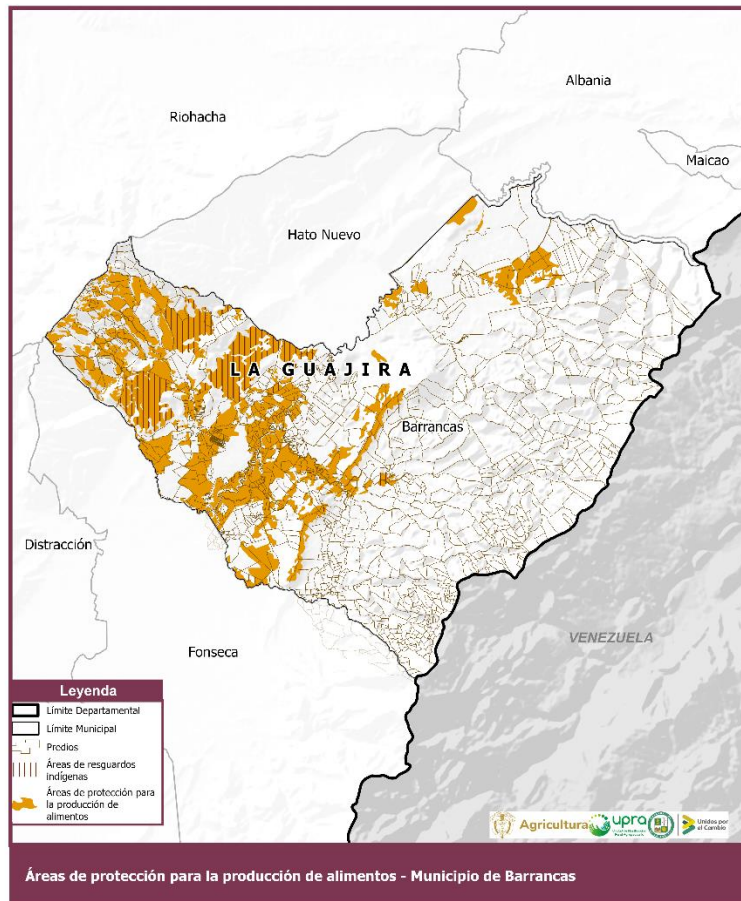 Albania
Riohacha
Maicao
Hato Nuevo
LA GUAJIRA
Barrancas
Distracción
Fonseca
VENEZUELA
Leyenda
Límite Departamental
Límite Municipal
Predios
Áreas de resguardos
indígenas
Áreas de protección para
la producción de
alimentos
Agricultura
upra
Unidos por
el Cambio
Áreas de protección para la producción de alimentos - Municipio de Barrancas